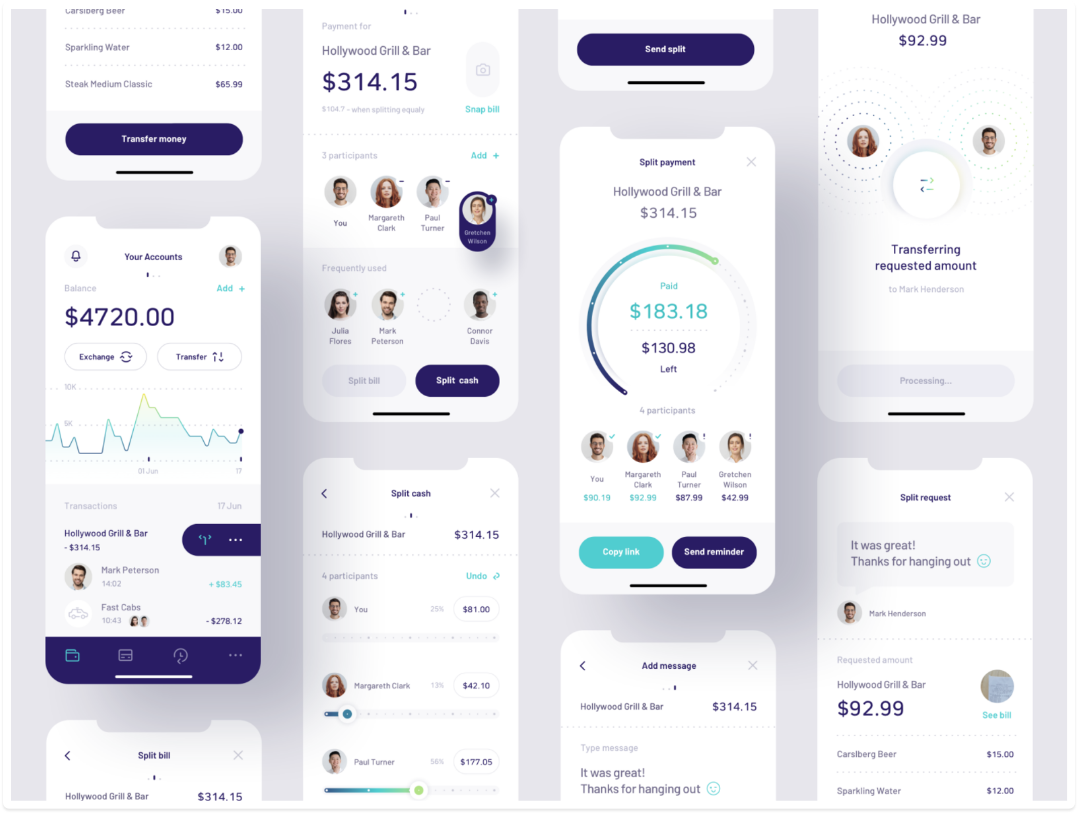 Carslberg Beer $15.00
Sparkling Water $12.00
Steak Medium Classic $65.99
Transfer money
Your Accounts
Balance
Add +
$4720.00
Exchange
Transfer
10K
5K
01 Jun
17
Transactions
17 Jun
Hollywood Grill & Bar
- $314.15
Mark Peterson
14:02
+ $83.45
Fast Cabs
10:43
- $278.12
Split bill
Hollywood Grill & Bar $314.15
Payment for
Hollywood Grill & Bar
$314.15
$104.7 - when splitting equaly
Snap bill
3 participants
Add +
You
Margareth
Clark
Paul
Turner
Gretchen
Wilson
Frequently used
Julia
Flores
Mark
Peterson
Connor
Davis
Split bill
Split cash
Split cash
Hollywood Grill & Bar $314.15
4 participants
Undo
You 25% $81.00
Margareth Clark 13% $42.10
Paul Turner 56% $177.05
Send split
Split payment
Hollywood Grill & Bar
$314.15
Paid
$183.18
$130.98
Left
4 participants
You
$90.19
Margareth
Clark
$92.99
Paul
Turner
$87.99
Gretchen
Wilson
$42.99
Copy link
Send reminder
Add message
Hollywood Grill & Bar $314.15
Type message
It was great!
Thanks for hanging out
Hollywood Grill & Bar
$92.99
Transferring
requested amount
to Mark Henderson
Processing...
Split request
It was great!
Thanks for hanging out
Mark Henderson
Requested amount
Hollywood Grill & Bar
$92.99
See bill
Carslberg Beer $15.00
Sparkling Water $12.00